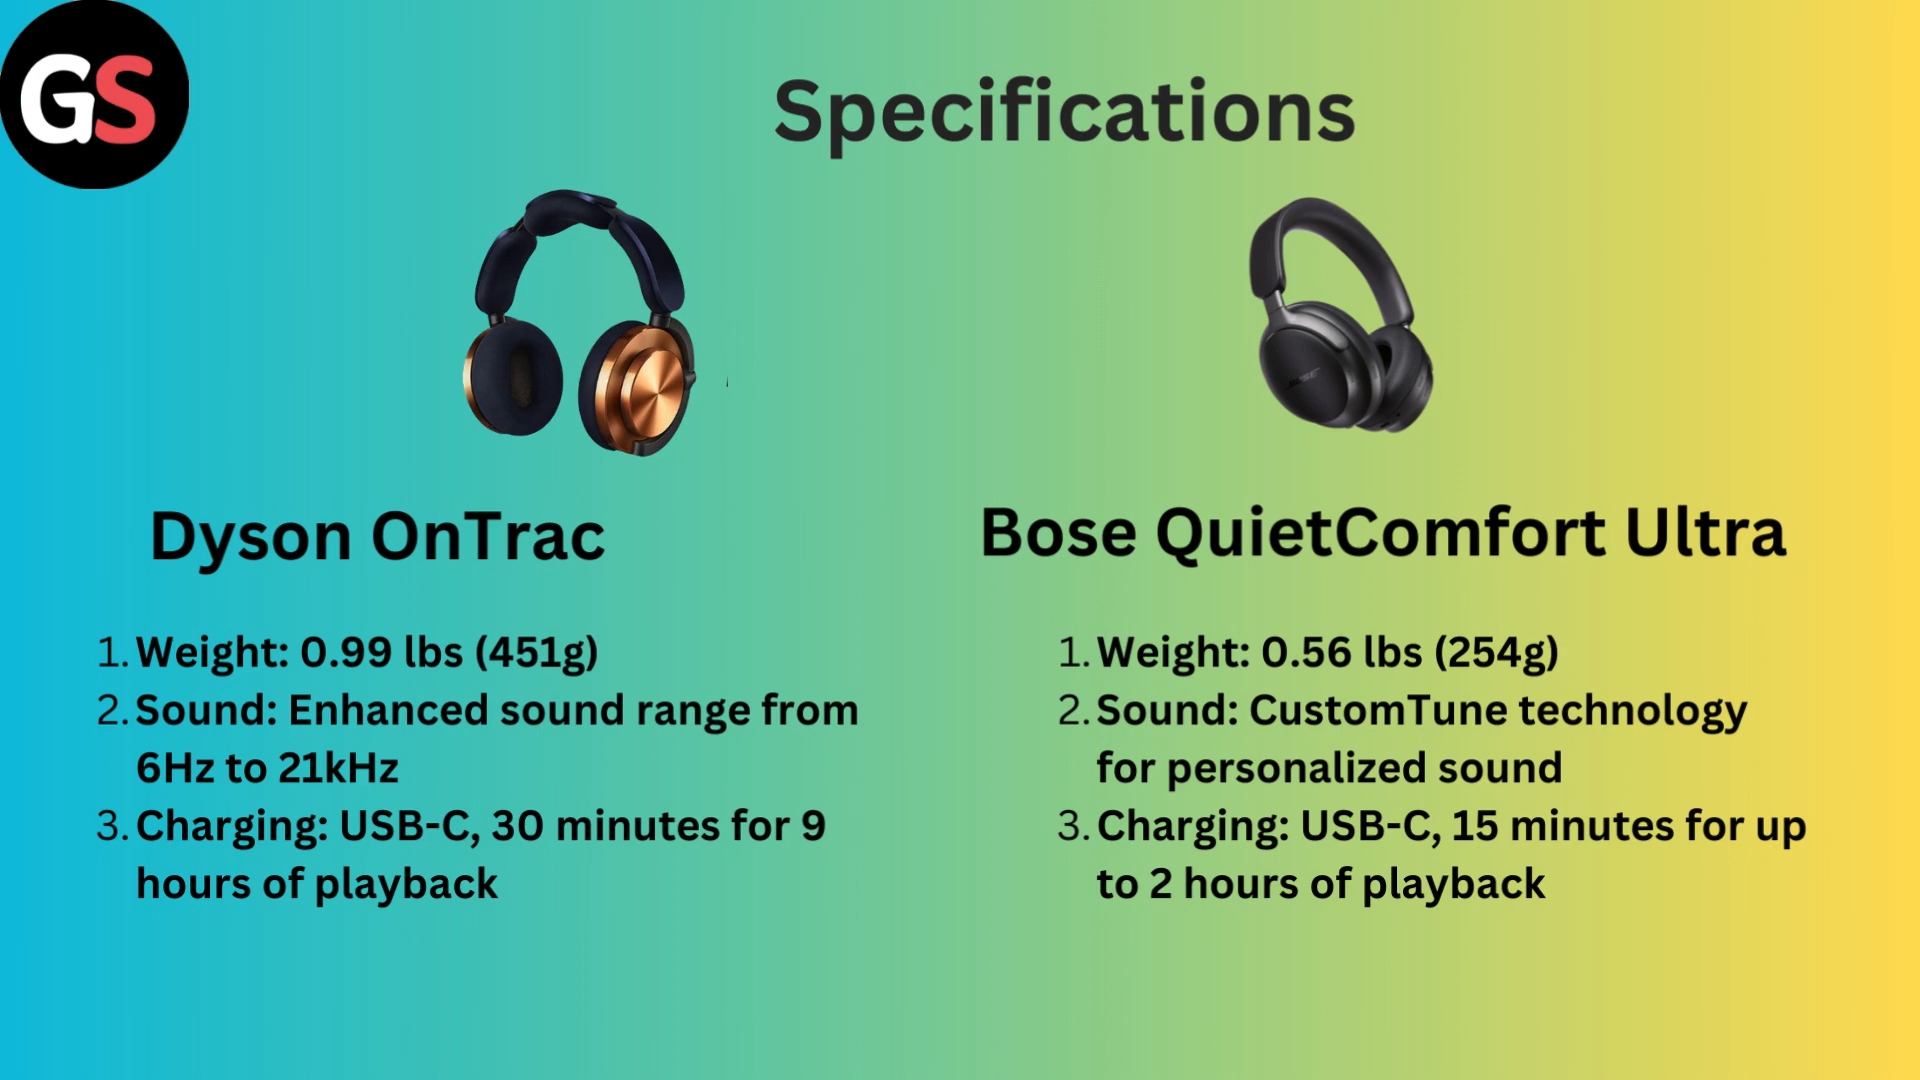 GS
Specifications
BOSE
Dyson OnTrac
1. Weight: 0.99 lbs (451g)
2. Sound: Enhanced sound range from
6Hz to 21kHz
3. Charging: USB-C, 30 minutes for 9
hours of playback
Bose QuietComfort Ultra
1. Weight: 0.56 lbs (254g)
2. Sound: CustomTune technology
for personalized sound
3. Charging: USB-C, 15 minutes for up
to 2 hours of playback